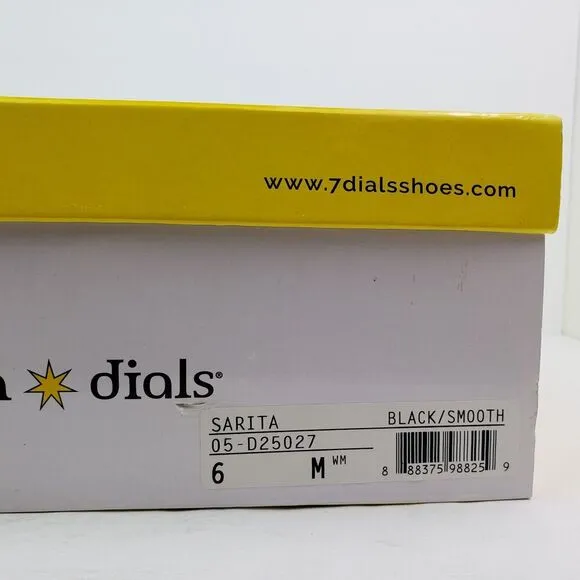 www.7dialsshoes.com
n dials®
SARITA BLACK/SMOOTH
05-D25027
6 M WM
8 88375 98825 9